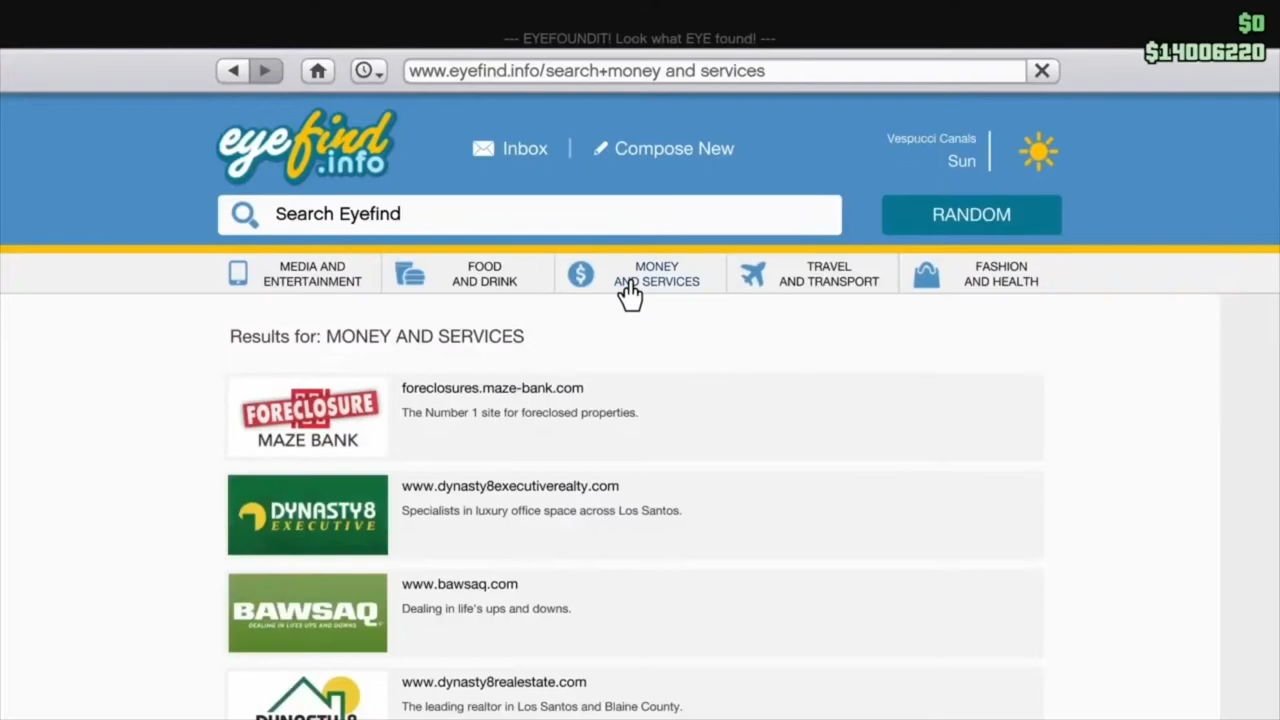 $0
--- EYEFOUNDIT! Look what EYE found! ---
$14006220
www.eyefind.info/search+money and services
eyefind
.info
Inbox
Compose New
Vespucci Canals
Sun
Search Eyefind
RANDOM
MEDIA AND
ENTERTAINMENT
FOOD
AND DRINK
MONEY
AND SERVICES
TRAVEL
AND TRANSPORT
FASHION
AND HEALTH
Results for: MONEY AND SERVICES
FORECLOSURE
MAZE BANK
foreclosures.maze-bank.com
The Number 1 site for foreclosed properties.
DYNASTY8
EXECUTIVE
www.dynasty8executiverealty.com
Specialists in luxury office space across Los Santos.
BAWSAQ
DEALING IN LIFE'S UPS AND DOWNS
www.bawsaq.com
Dealing in life's ups and downs.
DYNASTY 8
www.dynasty8realestate.com
The leading realtor in Los Santos and Blaine County.